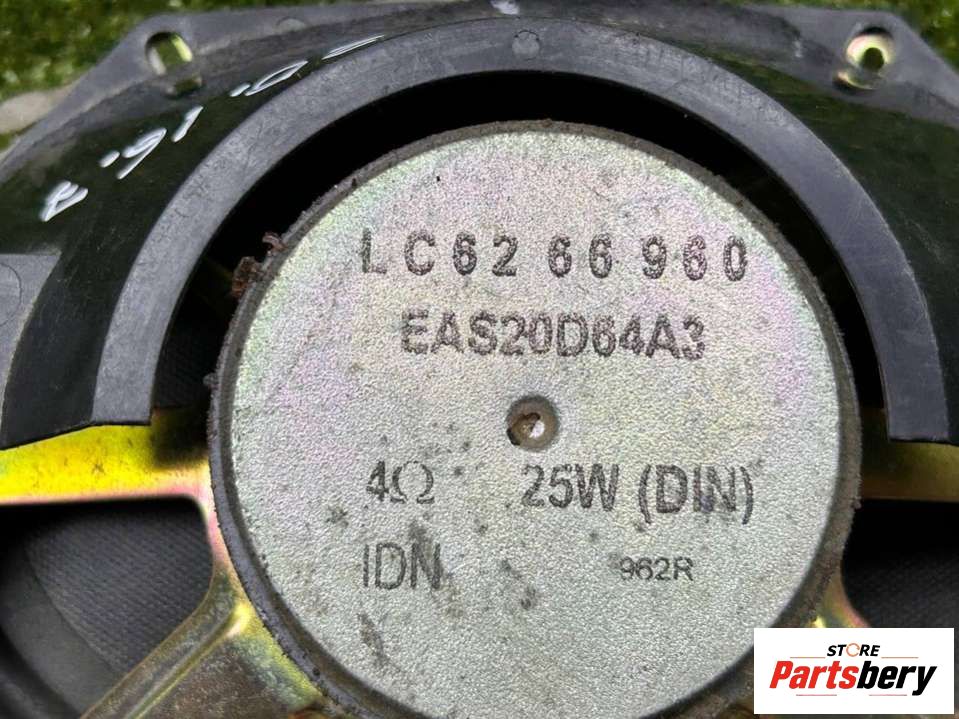 LC62 66 960
EAS20D64A3
4Ω 25W (DIN)
IDN 962R
STORE
Partsbery